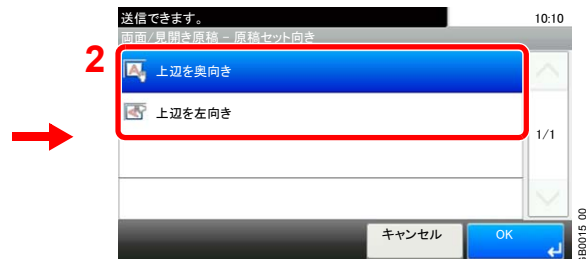 送信できます。 10:10
両面/見開き原稿 - 原稿セット向き
2
上辺を奥向き
上辺を左向き
1/1
キャンセル OK
GB0015_00